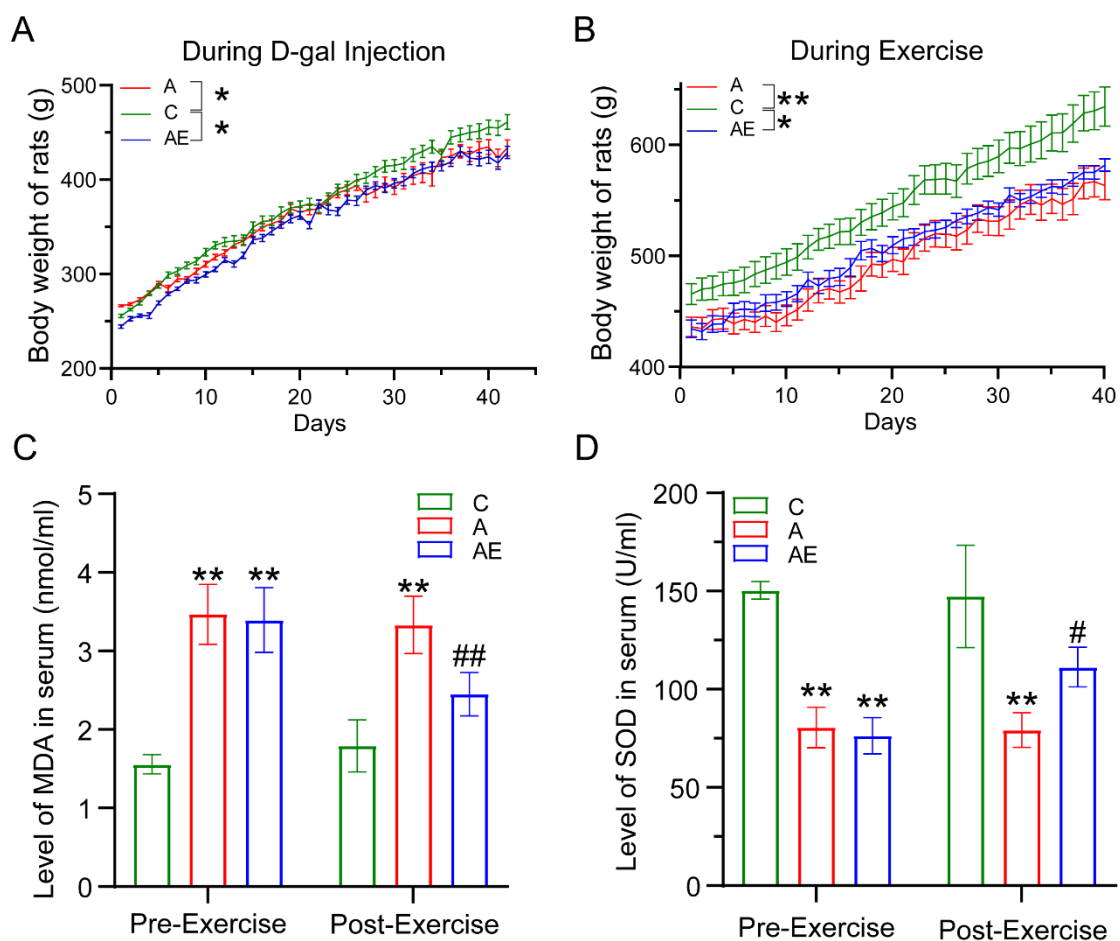 A
During D-gal Injection
Body weight of rats (g)
500
400
300
200
0
10
20
30
40
Days
A
C
AE
*
*
B
During Exercise
Body weight of rats (g)
600
500
400
0
10
20
30
40
Days
A
C
AE
**
*
C
Level of MDA in serum (nmol/ml)
5
4
3
2
1
0
C
A
AE
**
**
**
##
Pre-Exercise
Post-Exercise
D
Level of SOD in serum (U/ml)
200
150
100
50
0
C
A
AE
**
**
**
#
Pre-Exercise
Post-Exercise